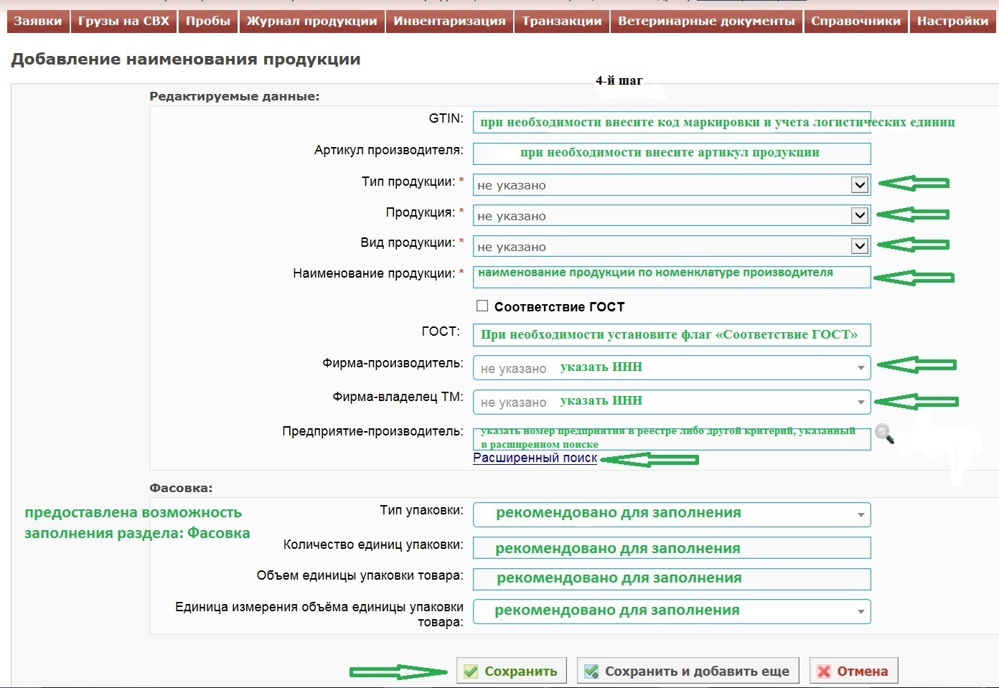 Заявки Грузы на СВХ Пробы Журнал продукции Инвентаризация Транзакции Ветеринарные документы Справочники Настройки
Добавление наименования продукции
4-й шаг
Редактируемые данные:
GTIN: при необходимости внесите код маркировки и учета логистических единиц
Артикул производителя: при необходимости внесите артикул продукции
Тип продукции: * не указано
Продукция: * не указано
Вид продукции: * не указано
Наименование продукции: * наименование продукции по номенклатуре производителя
Соответствие ГОСТ
ГОСТ: При необходимости установите флаг «Соответствие ГОСТ»
Фирма-производитель: не указано указать ИНН
Фирма-владелец ТМ: не указано указать ИНН
Предприятие-производитель: указать номер предприятия в реестре либо другой критерий, указанный
в расширенном поиске
Расширенный поиск
Фасовка:
предоставлена возможность
заполнения раздела: Фасовка
Тип упаковки: рекомендовано для заполнения
Количество единиц упаковки: рекомендовано для заполнения
Объем единицы упаковки товара: рекомендовано для заполнения
Единица измерения объёма единицы упаковки
товара: рекомендовано для заполнения
Сохранить Сохранить и добавить еще Отмена